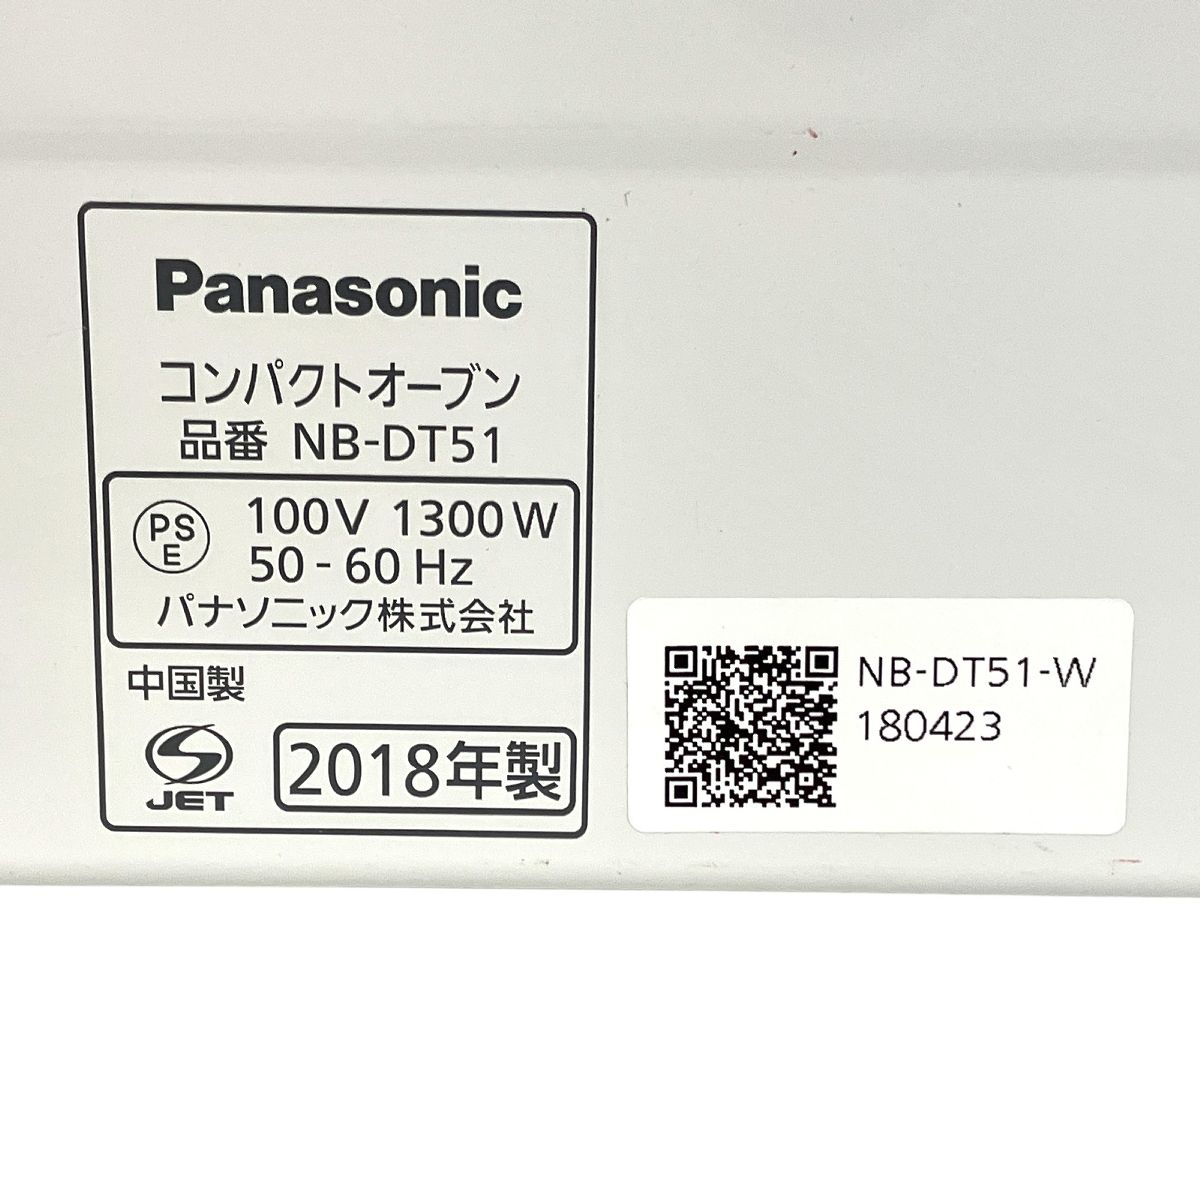 Panasonic
コンパクトオーブン
品番 NB-DT51
PS
E
100V 1300W
50-60 Hz
パナソニック株式会社
中国製
JET
2018年製
NB-DT51-W
180423